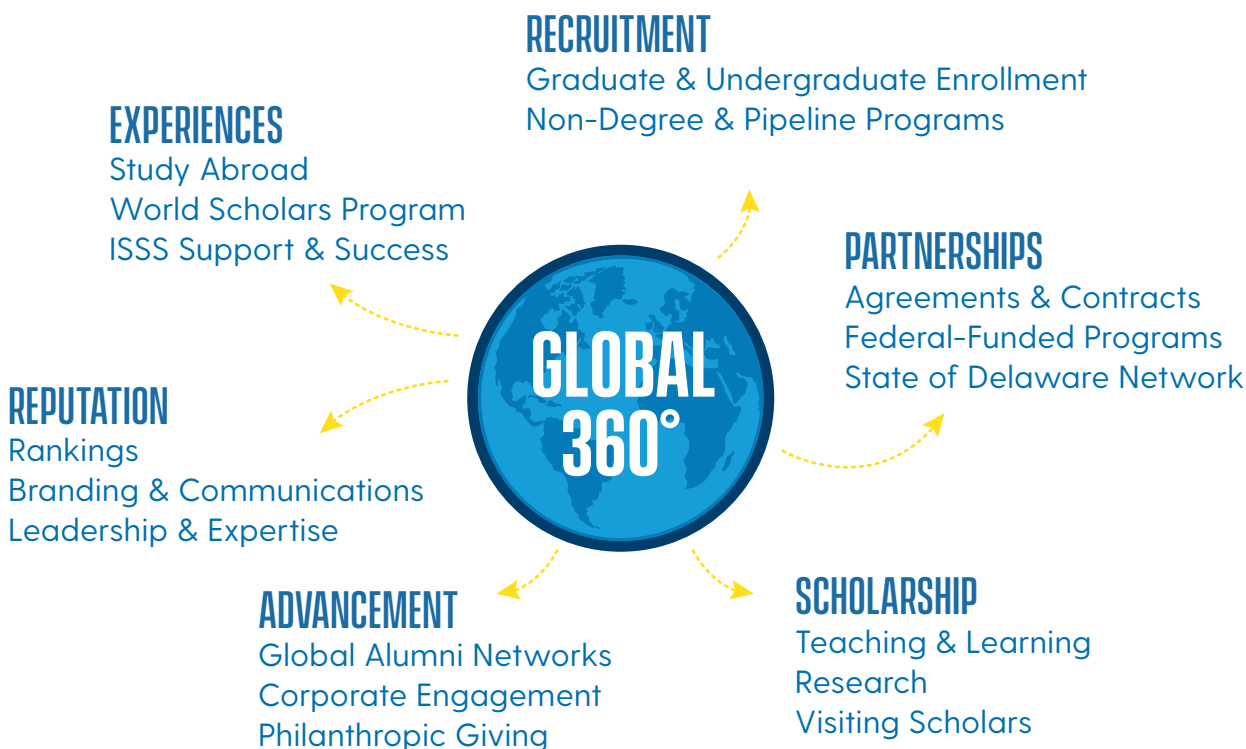 RECRUITMENT
Graduate & Undergraduate Enrollment
Non-Degree & Pipeline Programs
EXPERIENCES
Study Abroad
World Scholars Program
ISSS Support & Success
PARTNERSHIPS
Agreements & Contracts
Federal-Funded Programs
State of Delaware Network
GLOBAL
360°
REPUTATION
Rankings
Branding & Communications
Leadership & Expertise
ADVANCEMENT
Global Alumni Networks
Corporate Engagement
Philanthropic Giving
SCHOLARSHIP
Teaching & Learning
Research
Visiting Scholars